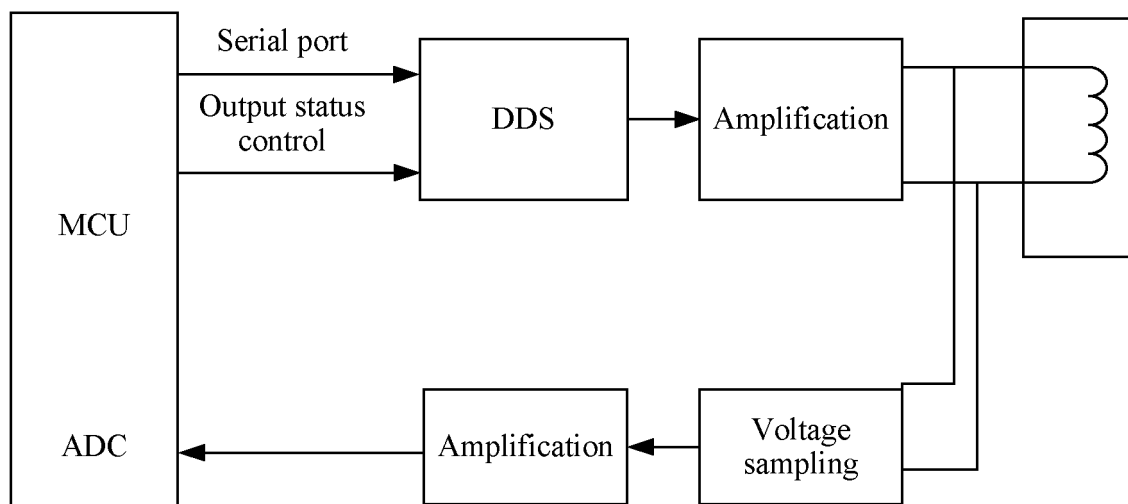 Serial port
Output status
control
DDS
Amplification
MCU
ADC
Amplification
Voltage
sampling